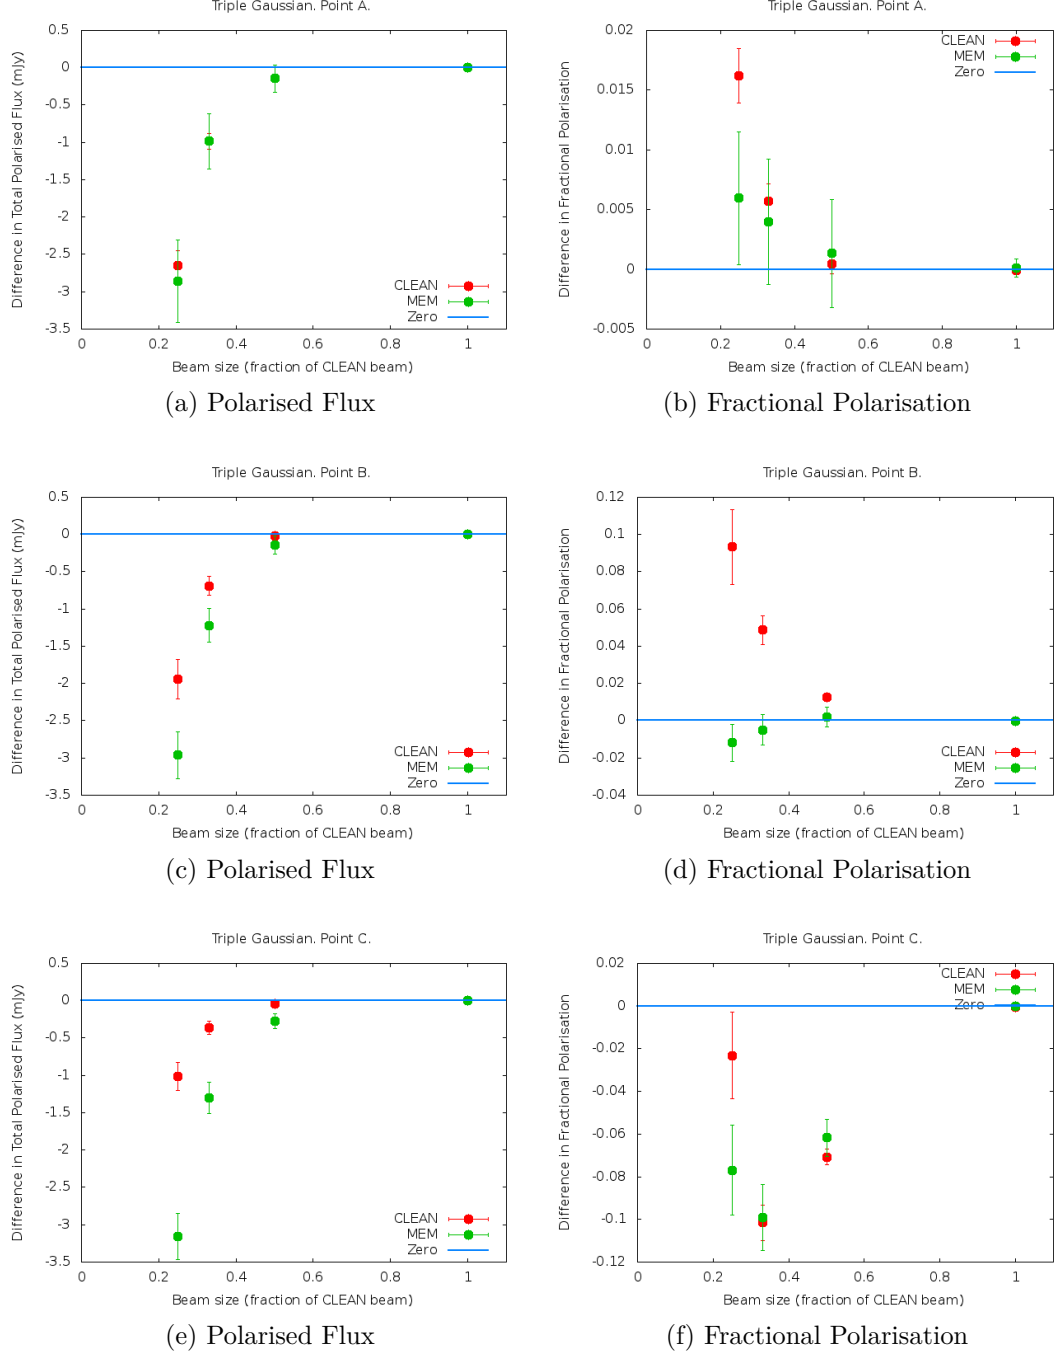 Triple Gaussian. Point A.
Difference in Total Polarised Flux (mJy)
0.5
0
-0.5
-1
-1.5
-2
-2.5
-3
-3.5
CLEAN
MEM
Zero
0 0.2 0.4 0.6 0.8 1
Beam size (fraction of CLEAN beam)
(a) Polarised Flux
Triple Gaussian. Point A.
Difference in Fractional Polarisation
0.02
0.015
0.01
0.005
0
-0.005
CLEAN
MEM
Zero
0 0.2 0.4 0.6 0.8 1
Beam size (fraction of CLEAN beam)
(b) Fractional Polarisation
Triple Gaussian. Point B.
Difference in Total Polarised Flux (mJy)
0.5
0
-0.5
-1
-1.5
-2
-2.5
-3
-3.5
CLEAN
MEM
Zero
0 0.2 0.4 0.6 0.8 1
Beam size (fraction of CLEAN beam)
(c) Polarised Flux
Triple Gaussian. Point B.
Difference in Fractional Polarisation
0.12
0.1
0.08
0.06
0.04
0.02
0
-0.02
-0.04
CLEAN
MEM
Zero
0 0.2 0.4 0.6 0.8 1
Beam size (fraction of CLEAN beam)
(d) Fractional Polarisation
Triple Gaussian. Point C.
Difference in Total Polarised Flux (mJy)
0.5
0
-0.5
-1
-1.5
-2
-2.5
-3
-3.5
CLEAN
MEM
Zero
0 0.2 0.4 0.6 0.8 1
Beam size (fraction of CLEAN beam)
(e) Polarised Flux
Triple Gaussian. Point C.
Difference in Fractional Polarisation
0.02
0
-0.02
-0.04
-0.06
-0.08
-0.1
-0.12
CLEAN
MEM
Zero
0 0.2 0.4 0.6 0.8 1
Beam size (fraction of CLEAN beam)
(f) Fractional Polarisation